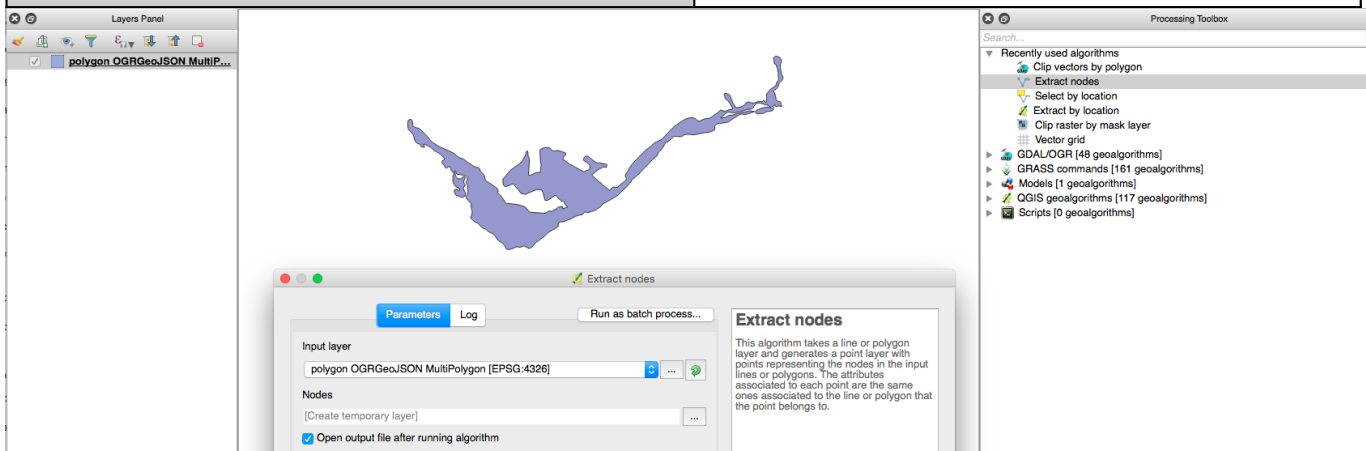 Layers Panel
polygon OGRGeoJSON MultiP...
Processing Toolbox
Search...
Recently used algorithms
Clip vectors by polygon
Extract nodes
Select by location
Extract by location
Clip raster by mask layer
Vector grid
GDAL/OGR [48 geoalgorithms]
GRASS commands [161 geoalgorithms]
Models [1 geoalgorithms]
QGIS geoalgorithms [117 geoalgorithms]
Scripts [0 geoalgorithms]
Extract nodes
Parameters
Log
Run as batch process...
Input layer
polygon OGRGeoJSON MultiPolygon [EPSG:4326]
...
Nodes
[Create temporary layer]
...
Open output file after running algorithm
Extract nodes
This algorithm takes a line or polygon
layer and generates a point layer with
points representing the nodes in the input
lines or polygons. The attributes
associated to each point are the same
ones associated to the line or polygon that
the point belongs to.